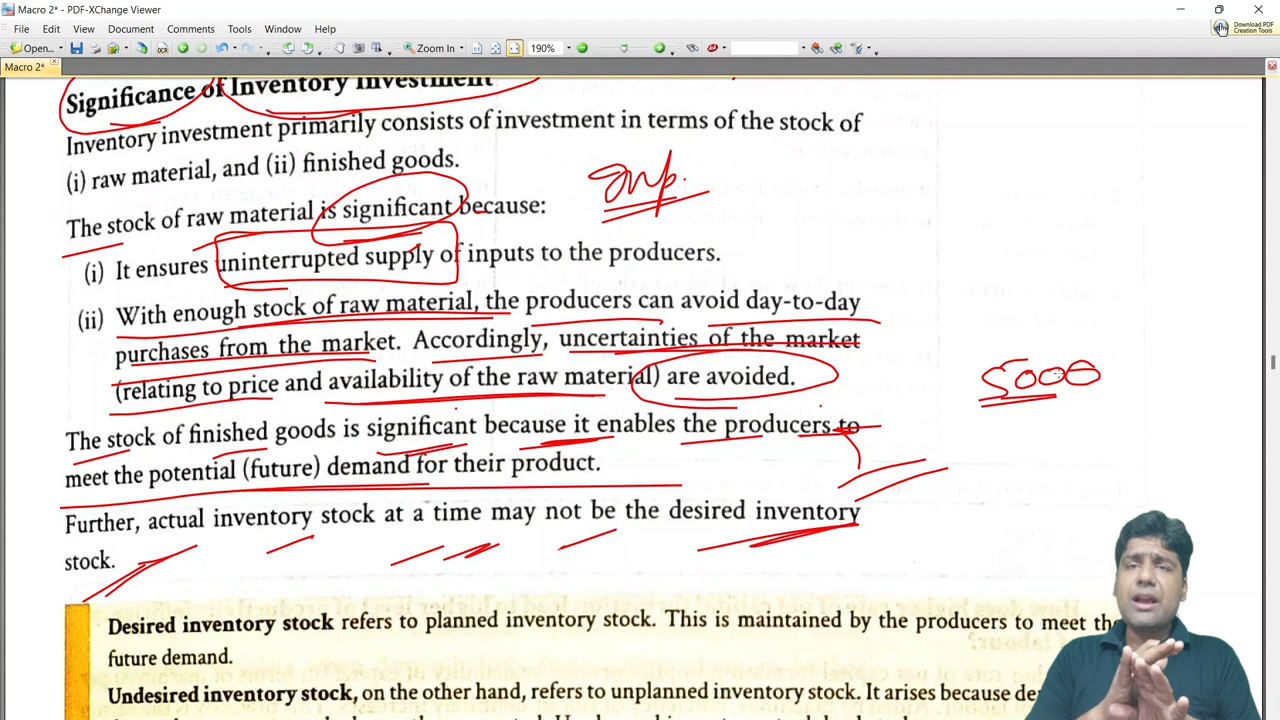 Macro 2* - PDF-XChange Viewer
File Edit View Document Comments Tools Window Help
Download PDF
Creation Tools
Open... Zoom In 190%
Macro 2*
Significance of Inventory Investment
Inventory investment primarily consists of investment in terms of the stock of
(i) raw material, and (ii) finished goods.
The stock of raw material is significant because:
(i) It ensures uninterrupted supply of inputs to the producers.
(ii) With enough stock of raw material, the producers can avoid day-to-day
purchases from the market. Accordingly, uncertainties of the market
(relating to price and availability of the raw material) are avoided.
5000
The stock of finished goods is significant because it enables the producers to
meet the potential (future) demand for their product.
Further, actual inventory stock at a time may not be the desired inventory
stock.
Desired inventory stock refers to planned inventory stock. This is maintained by the producers to meet the
future demand.
Undesired inventory stock, on the other hand, refers to unplanned inventory stock. It arises because